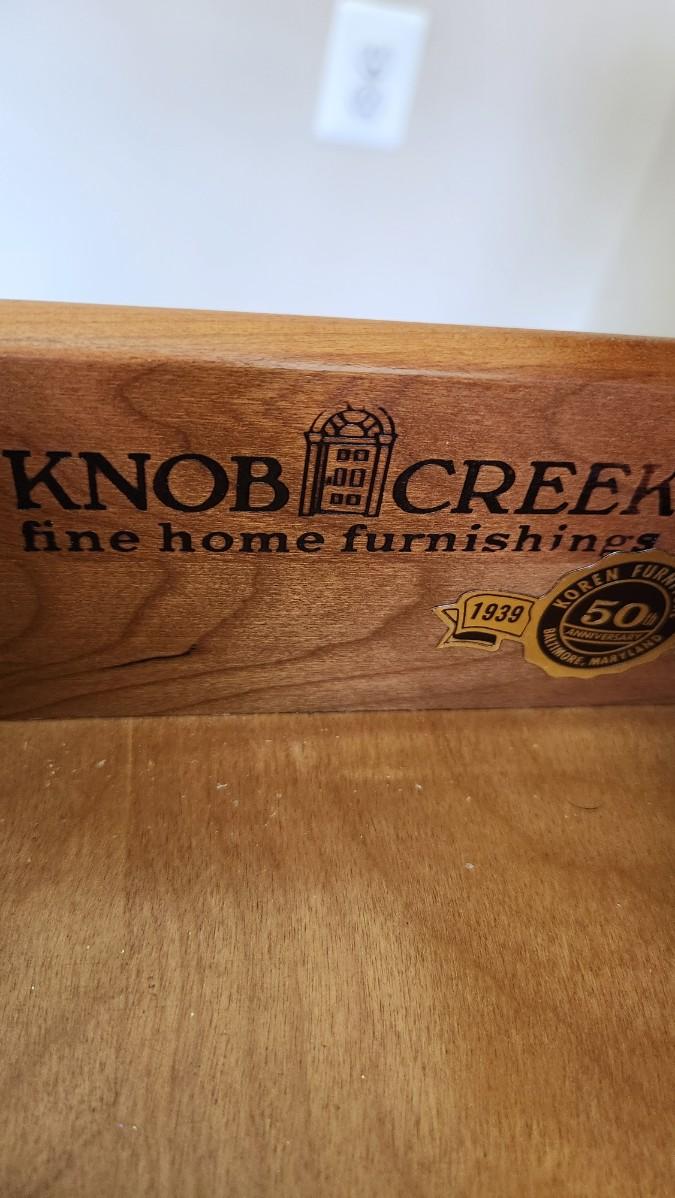 KNOB CREEK
fine home furnishings
1939
KOREN
50th
ANNIVERSARY
BALTIMORE, MARYLAND